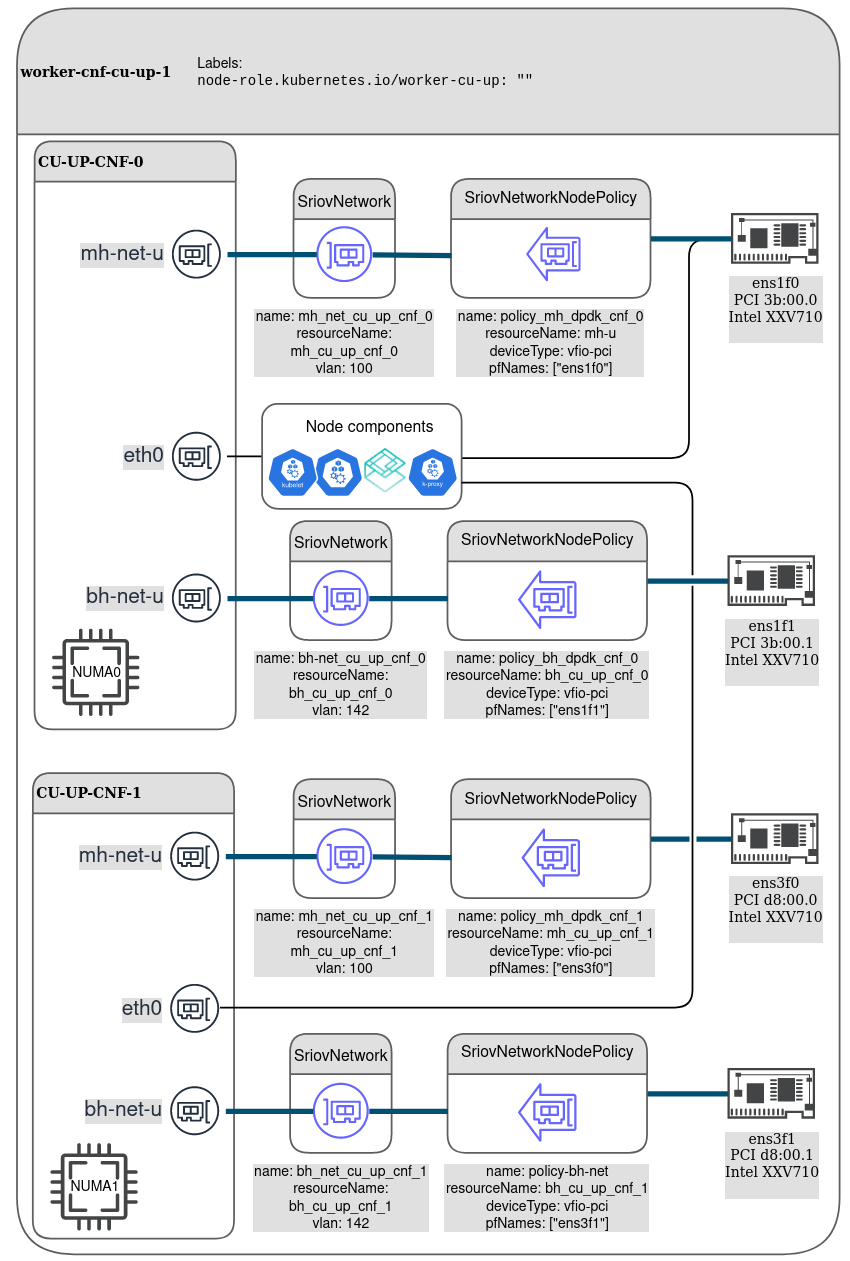 worker-cnf-cu-up-1
Labels:
node-role.kubernetes.io/worker-cu-up: ""
CU-UP-CNF-0
mh-net-u
SriovNetwork
name: mh_net_cu_up_cnf_0
resourceName:
mh_cu_up_cnf_0
vlan: 100
SriovNetworkNodePolicy
name: policy_mh_dpdk_cnf_0
resourceName: mh-u
deviceType: vfio-pci
pfNames: ["ens1f0"]
ens1f0
PCI 3b:00.0
Intel XXV710
eth0
Node components
kubelet
k-proxy
bh-net-u
SriovNetwork
name: bh-net_cu_up_cnf_0
resourceName:
bh_cu_up_cnf_0
vlan: 142
SriovNetworkNodePolicy
name: policy_bh_dpdk_cnf_0
resourceName: bh_cu_up_cnf_0
deviceType: vfio-pci
pfNames: ["ens1f1"]
ens1f1
PCI 3b:00.1
Intel XXV710
NUMA0
CU-UP-CNF-1
mh-net-u
SriovNetwork
name: mh_net_cu_up_cnf_1
resourceName:
mh_cu_up_cnf_1
vlan: 100
SriovNetworkNodePolicy
name: policy_mh_dpdk_cnf_1
resourceName: mh_cu_up_cnf_1
deviceType: vfio-pci
pfNames: ["ens3f0"]
ens3f0
PCI d8:00.0
Intel XXV710
eth0
bh-net-u
SriovNetwork
name: bh_net_cu_up_cnf_1
resourceName:
bh_cu_up_cnf_1
vlan: 142
SriovNetworkNodePolicy
name: policy-bh-net
resourceName: bh_cu_up_cnf_1
deviceType: vfio-pci
pfNames: ["ens3f1"]
ens3f1
PCI d8:00.1
Intel XXV710
NUMA1